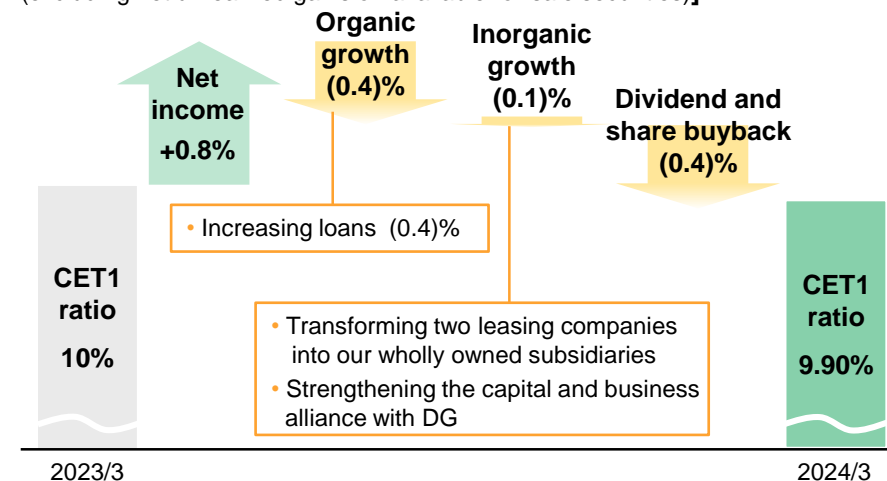 Net
income
+0.8%
Organic
growth
(0.4)%
Inorganic
growth
(0.1)%
Dividend and
share buyback
(0.4)%
• Increasing loans (0.4)%
CET1
ratio
10%
• Transforming two leasing companies
into our wholly owned subsidiaries
• Strengthening the capital and business
alliance with DG
CET1
ratio
9.90%
2023/3
2024/3